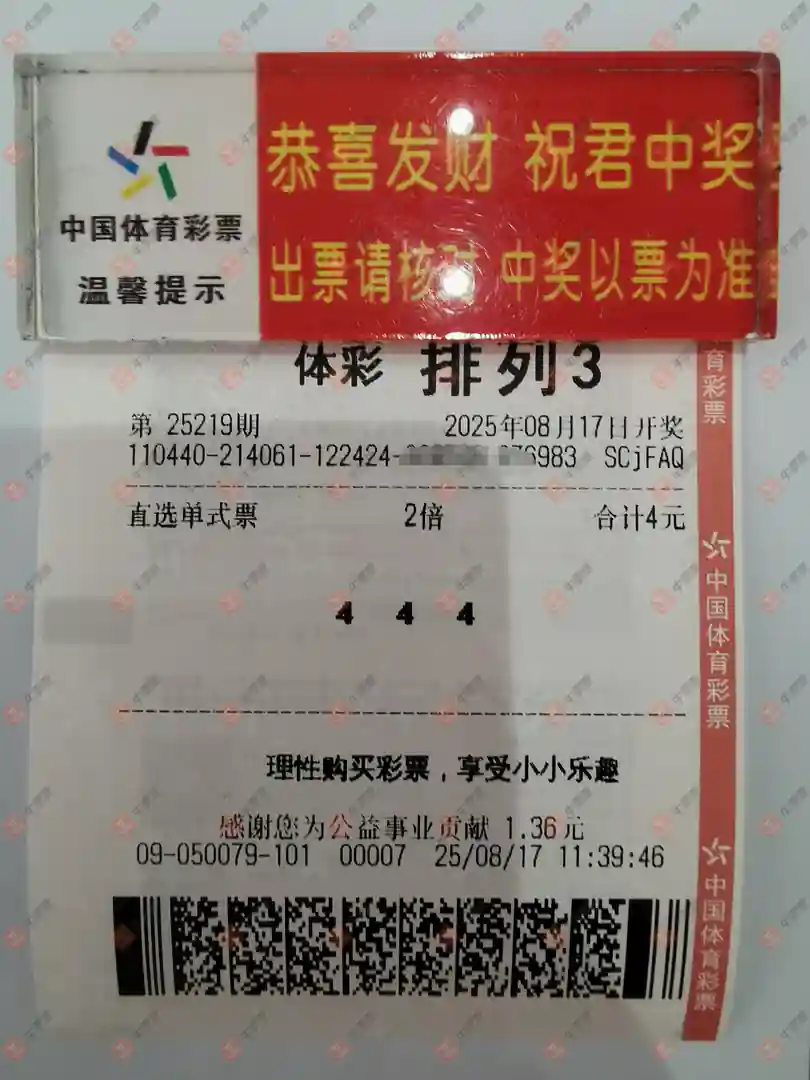 恭喜发财 祝君中奖
中国体育彩票
出票请核对 中奖以票为准
温馨提示
体彩 排列3
育彩票
第 25219期 2025年08月17日开奖
110440-214061-122424- 6983 SCjFAQ
直选单式票 2倍 合计4元
中国体育彩票
4 4 4
理性购买彩票，享受小小乐趣
感谢您为公益事业贡献 1.36元
09-050079-101 00007 25/08/17 11:39:46
中国体育彩票